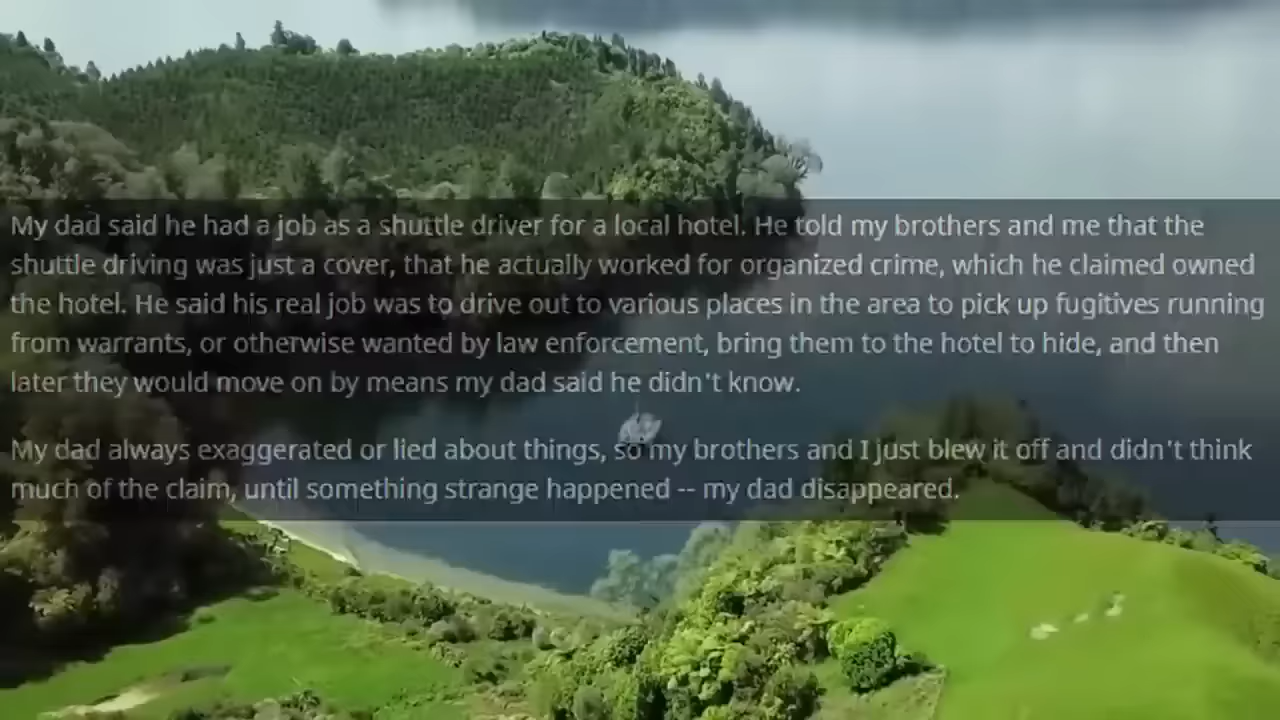 My dad said he had a job as a shuttle driver for a local hotel. He told my brothers and me that the
shuttle driving was just a cover, that he actually worked for organized crime, which he claimed owned
the hotel. He said his real job was to drive out to various places in the area to pick up fugitives running
from warrants, or otherwise wanted by law enforcement, bring them to the hotel to hide, and then
later they would move on by means my dad said he didn't know.
My dad always exaggerated or lied about things, so my brothers and I just blew it off and didn't think
much of the claim, until something strange happened -- my dad disappeared.